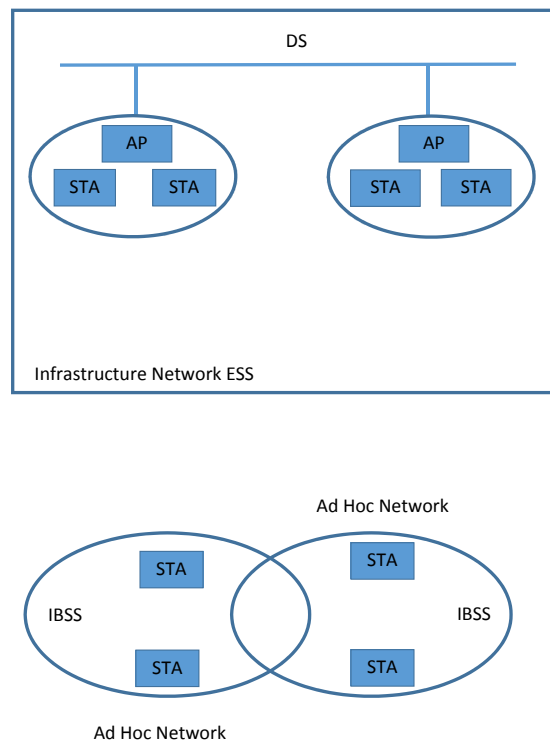 DS
AP
AP
STA
STA
STA
STA
Infrastructure Network ESS
Ad Hoc Network
STA
STA
IBSS
IBSS
STA
STA
Ad Hoc Network